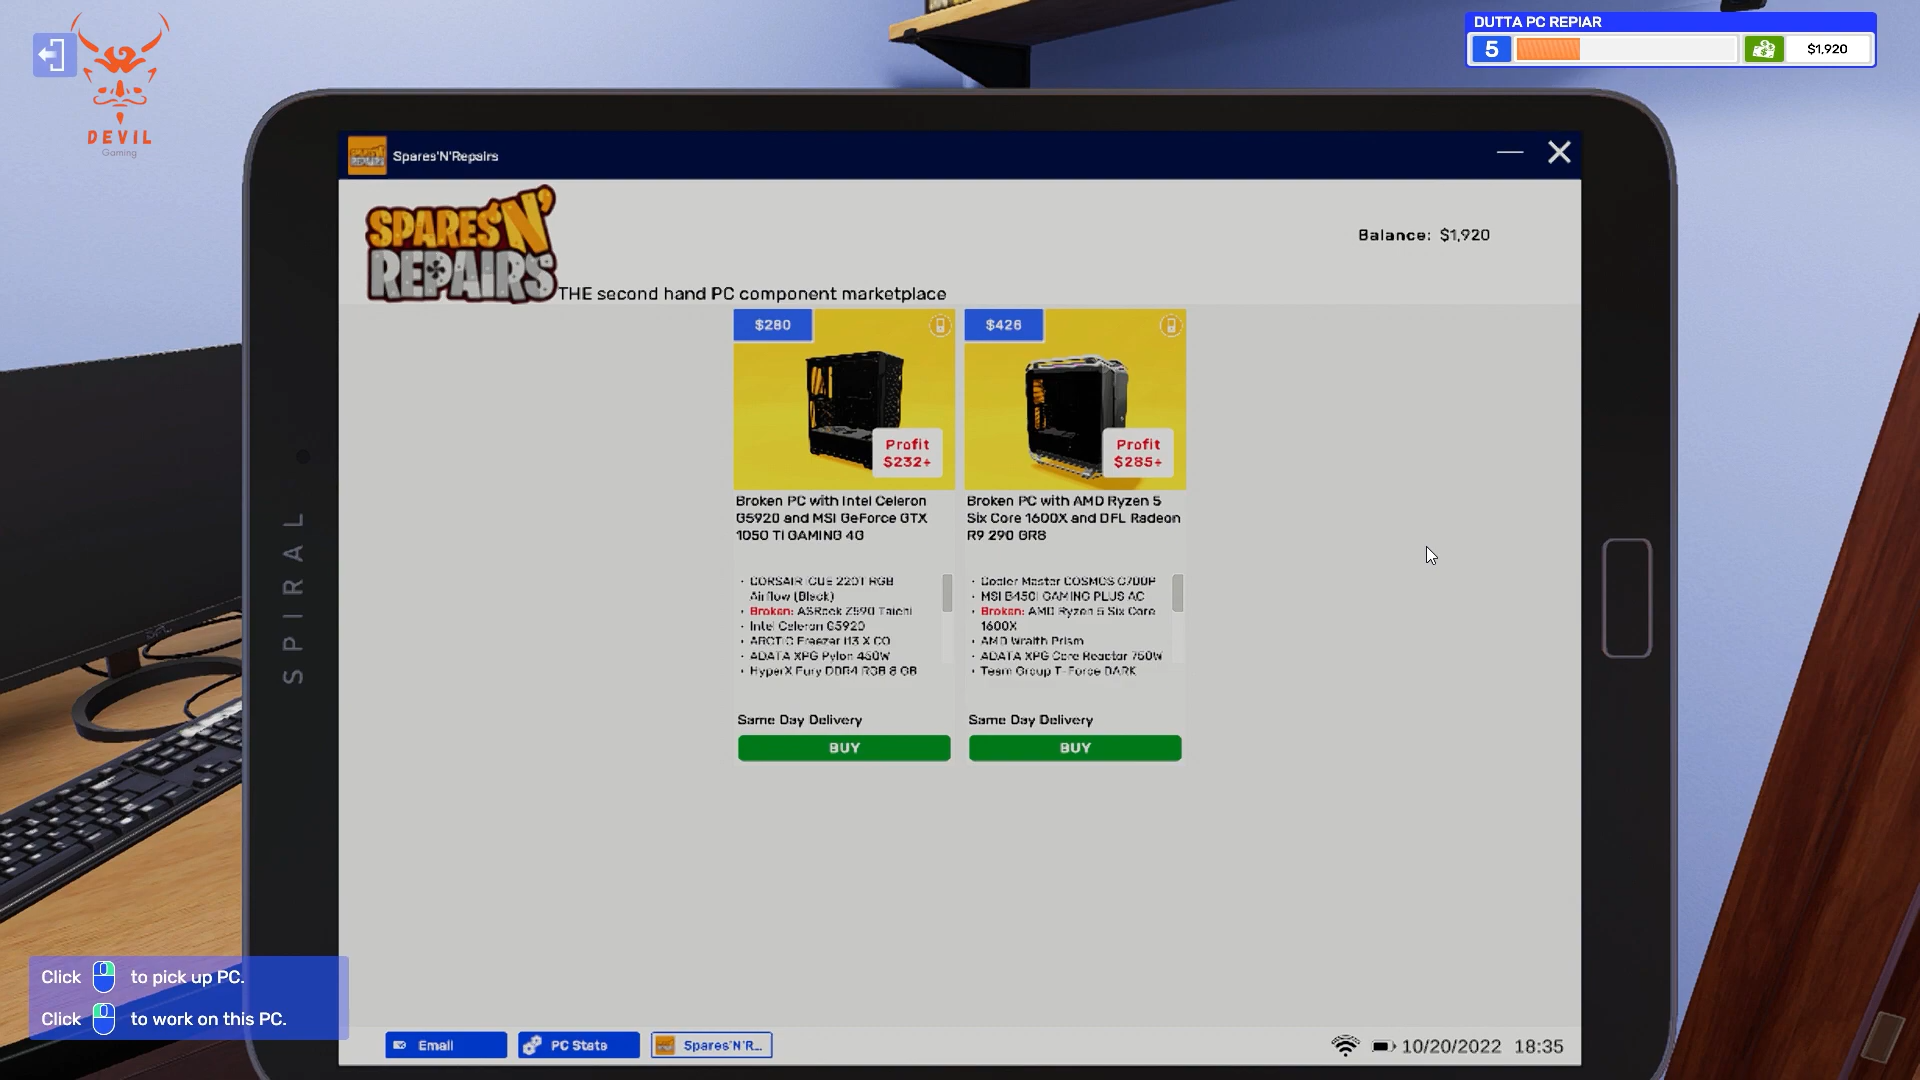 DEVIL
Gaming
DUTTA PC REPIAR
5
$1,920
Spares'N'Repairs
SPARES'N'
REPAIRS
THE second hand PC component marketplace
Balance: $1,920
$280
Profit
$232+
Broken PC with Intel Celeron
G5920 and MSI GeForce GTX
1050 TI GAMING 4G
• CORSAIR iCUE 220T RGB
Airflow (Black)
• Broken: ASRock Z590 Taichi
• Intel Celeron G5920
• ARCTIC Freezer i13 X CO
• ADATA XPG Pylon 450W
• HyperX Fury DDR4 RGB 8 GB
Same Day Delivery
BUY
$426
Profit
$285+
Broken PC with AMD Ryzen 5
Six Core 1600X and DFL Radeon
R9 290 GR8
• Cooler Master COSMOS C700P
• MSI B450I GAMING PLUS AC
• Broken: AMD Ryzen 5 Six Core
1600X
• AMD Wraith Prism
• ADATA XPG Core Reactor 750W
• Team Group T-Force DARK
Same Day Delivery
BUY
SPIRAL
Click to pick up PC.
Click to work on this PC.
Email
PC State
Spares'N'R...
10/20/2022 18:35